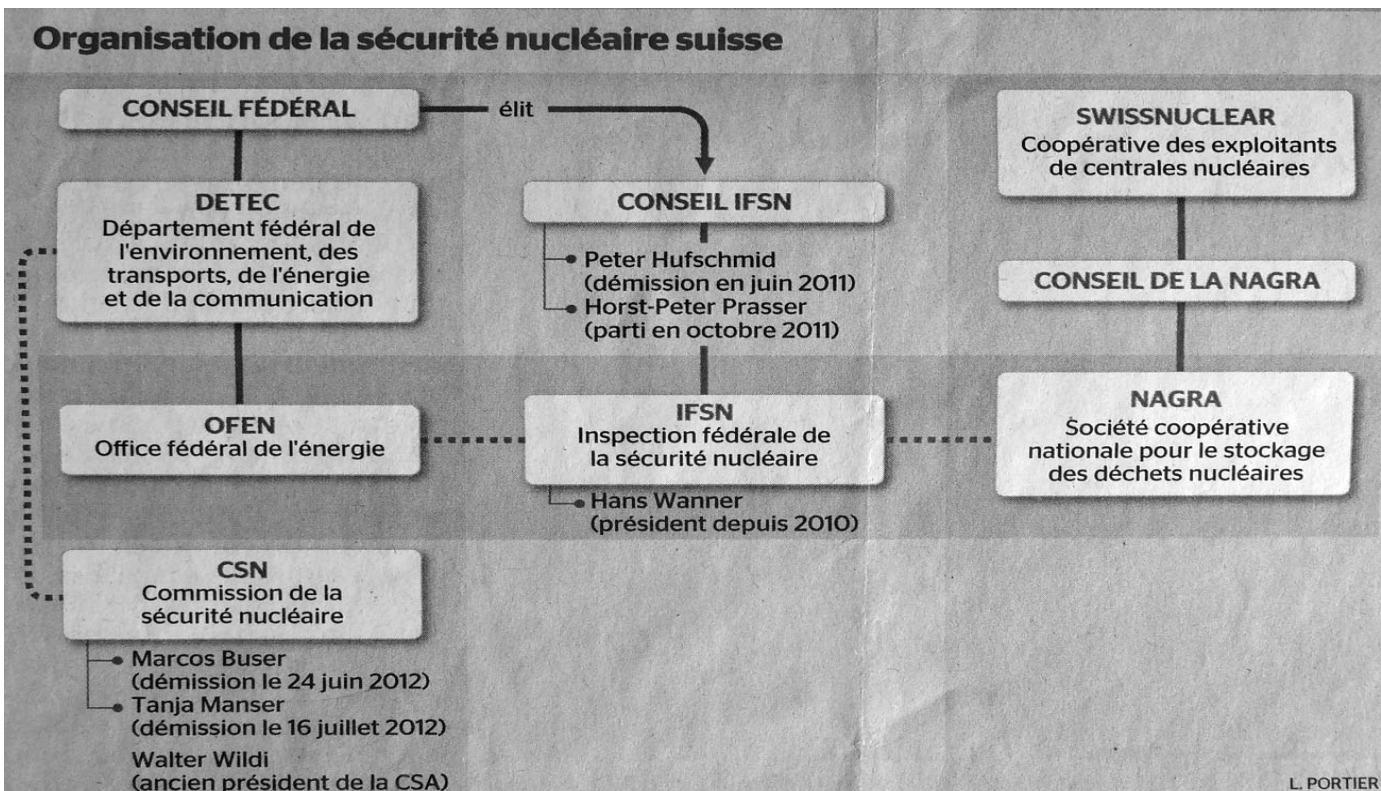 Organisation de la sécurité nucléaire suisse
CONSEIL FÉDÉRAL
élit
DETEC
Département fédéral de
l'environnement, des
transports, de l'énergie
et de la communication
OFEN
Office fédéral de l'énergie
CSN
Commission de la
sécurité nucléaire
Marcos Buser
(démission le 24 juin 2012)
Tanja Manser
(démission le 16 juillet 2012)
Walter Wildi
(ancien président de la CSA)
CONSEIL IFSN
Peter Hufschmid
(démission en juin 2011)
Horst-Peter Prasser
(parti en octobre 2011)
IFSN
Inspection fédérale de
la sécurité nucléaire
Hans Wanner
(président depuis 2010)
SWISSNUCLEAR
Coopérative des exploitants
de centrales nucléaires
CONSEIL DE LA NAGRA
NAGRA
Société coopérative
nationale pour le stockage
des déchets nucléaires
L. PORTIER